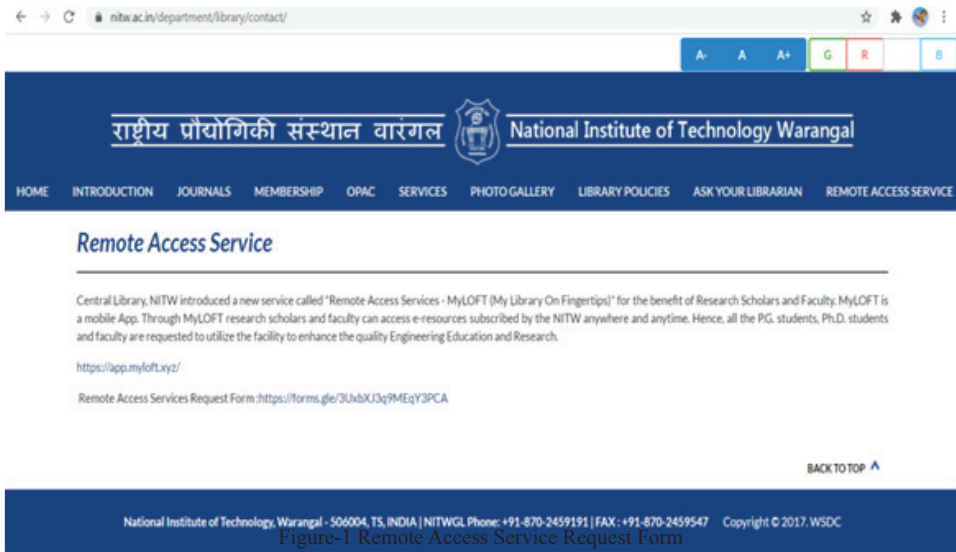 nitw.ac.in/department/library/contact/
A- A A+ G R B
राष्ट्रीय प्रौयोगिकी संस्थान वारंगल National Institute of Technology Warangal
HOME INTRODUCTION JOURNALS MEMBERSHIP OPAC SERVICES PHOTO GALLERY LIBRARY POLICIES ASK YOUR LIBRARIAN REMOTE ACCESS SERVICE
Remote Access Service
Central Library, NITW introduced a new service called "Remote Access Services - MyLOFT (My Library On Fingertips)" for the benefit of Research Scholars and Faculty. MyLOFT is
a mobile App. Through MyLOFT research scholars and faculty can access e-resources subscribed by the NITW anywhere and anytime. Hence, all the P.G. students, Ph.D. students
and faculty are requested to utilize the facility to enhance the quality Engineering Education and Research.
https://app.myloft.xyz/
Remote Access Services Request Form :https://forms.gle/3UxbXJ3q9MEqY3PCA
BACK TO TOP
National Institute of Technology, Warangal - 506004, TS, INDIA | NITWGL Phone: +91-870-2459191 | FAX : +91-870-2459547 Copyright © 2017. WSDC
Figure-1 Remote Access Service Request Form